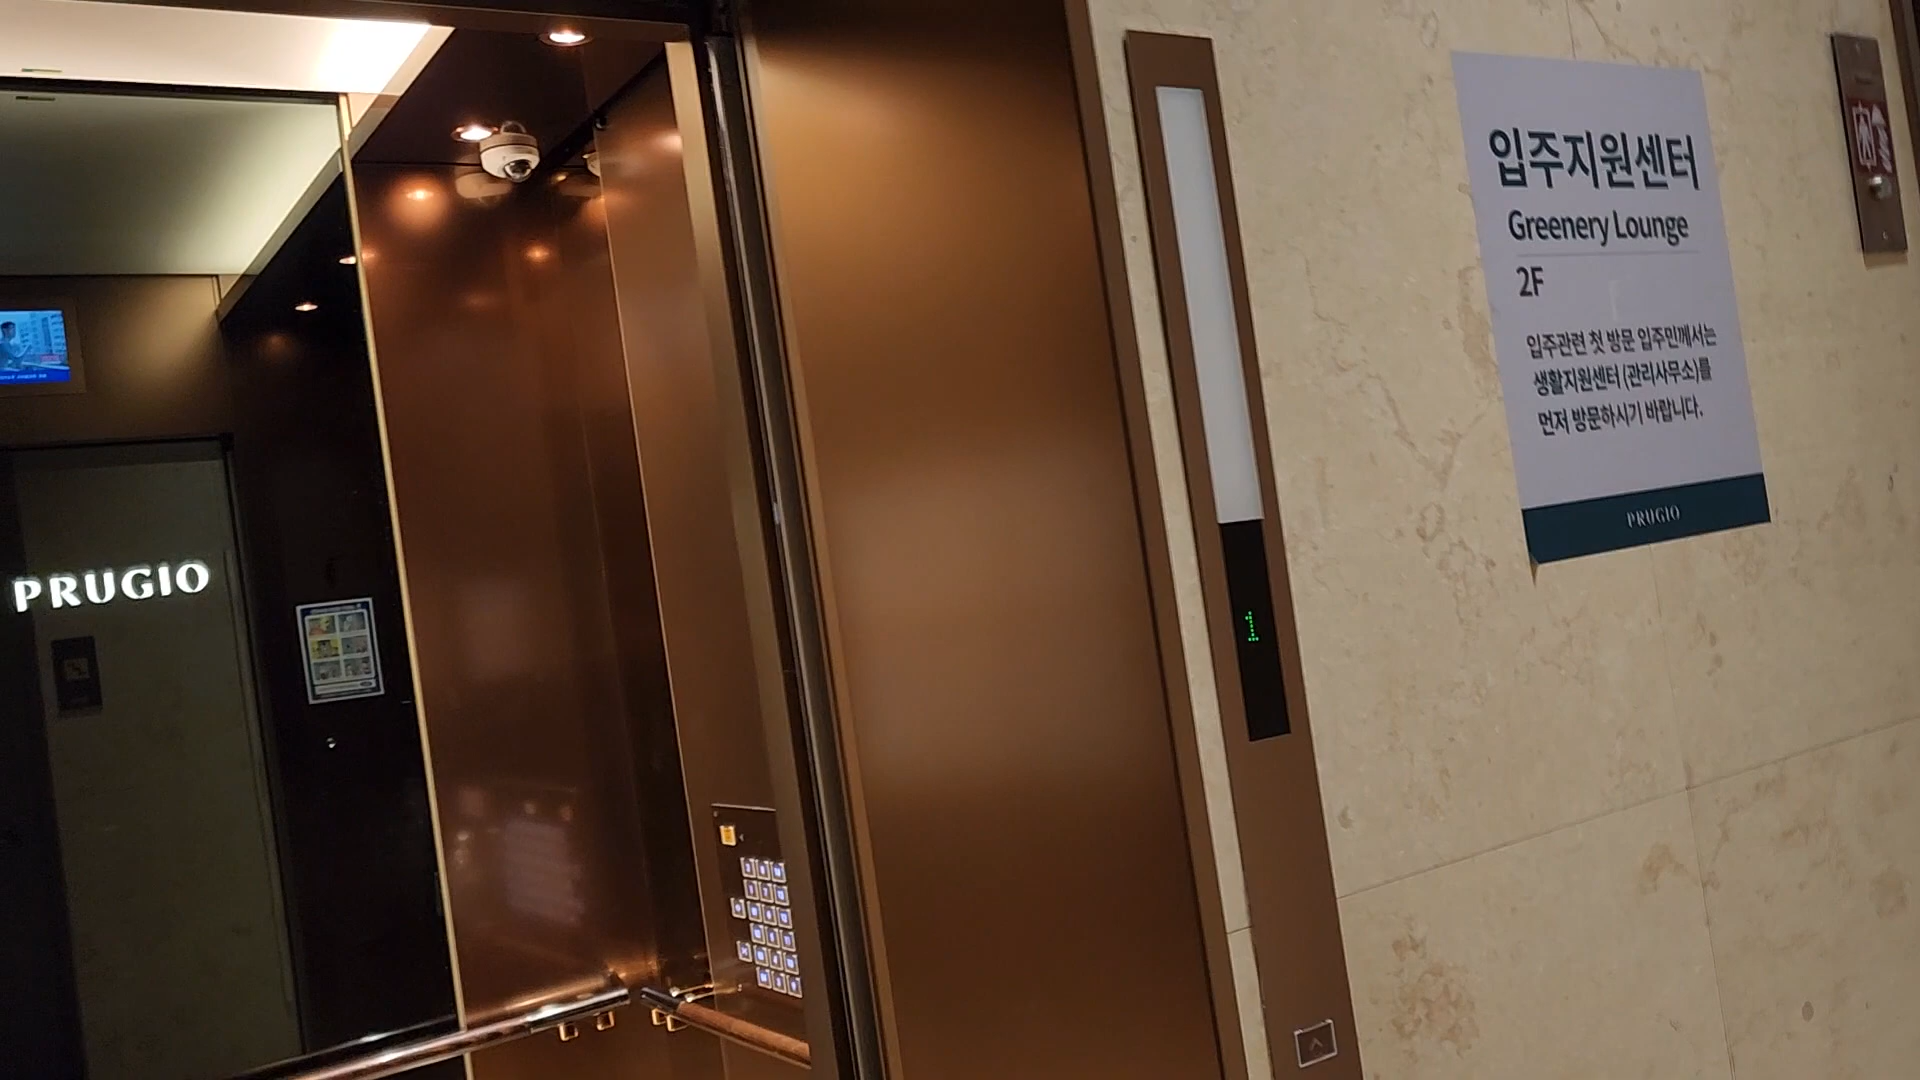 PRUGIO
1
입주지원센터
Greenery Lounge
2F
입주관련 첫 방문 입주민께서는
생활지원센터 (관리사무소)를
먼저 방문하시기 바랍니다.
PRUGIO